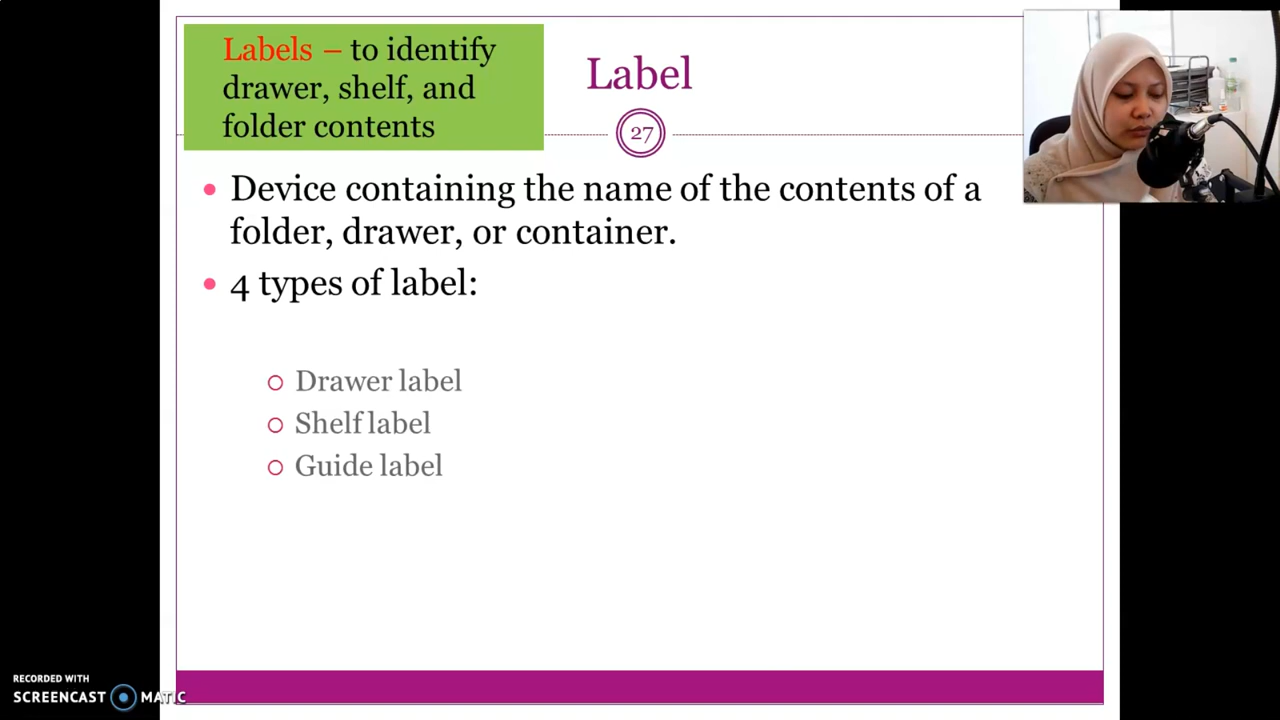 Labels – to identify
drawer, shelf, and
folder contents
Label
27
• Device containing the name of the contents of a
folder, drawer, or container.
• 4 types of label:
○ Drawer label
○ Shelf label
○ Guide label
RECORDED WITH
SCREENCAST MATIC